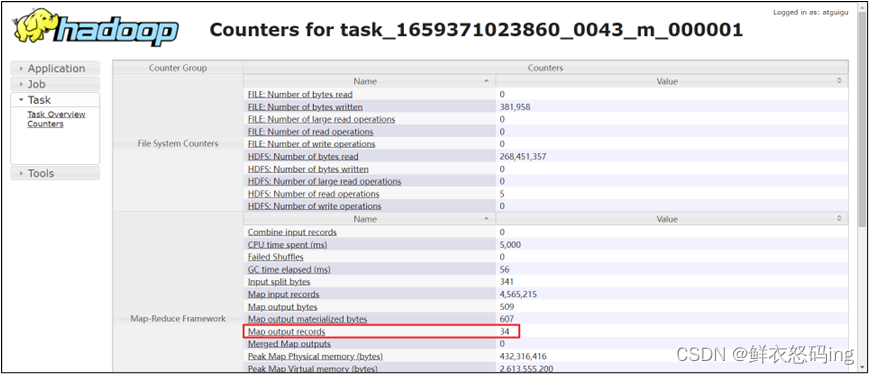 Logged in as: atguigu
hadoop
Counters for task_1659371023860_0043_m_000001
Application
Job
Task
Task Overview
Counters
Tools
Counter Group Counters
Name Value
File System Counters
FILE: Number of bytes read 0
FILE: Number of bytes written 381,958
FILE: Number of large read operations 0
FILE: Number of read operations 0
FILE: Number of write operations 0
HDFS: Number of bytes read 268,451,357
HDFS: Number of bytes written 0
HDFS: Number of large read operations 0
HDFS: Number of read operations 5
HDFS: Number of write operations 0
Name Value
Map-Reduce Framework
Combine input records 0
CPU time spent (ms) 5,000
Failed Shuffles 0
GC time elapsed (ms) 56
Input split bytes 341
Map input records 4,565,215
Map output bytes 509
Map output materialized bytes 607
Map output records 34
Merged Map outputs 0
Peak Map Physical memory (bytes) 432,316,416
Peak Map Virtual memory (bytes) 2,613,555,200
CSDN @鲜衣怒码ing